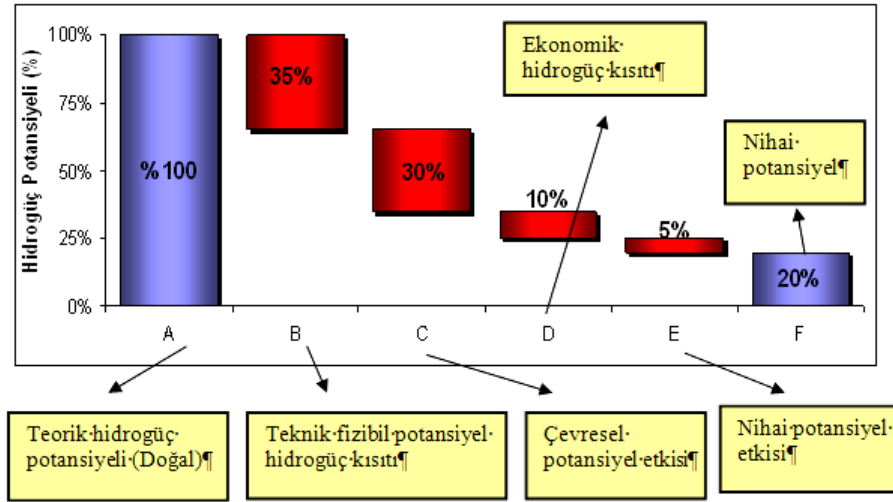 Hidrogüç Potansiyeli (%)
100%
75%
50%
25%
0%
%100
35%
30%
10%
5%
20%
A
B
C
D
E
F
Ekonomik·
hidrogüç·kısıtı¶
Nihai·
potansiyel¶
Teorik·hidrogüç·
potansiyeli·(Doğal)¶
Teknik·fizibil·potansiyel·
hidrogüç·kısıtı¶
Çevresel·
potansiyel·etkisi¶
Nihai·potansiyel·
etkisi¶